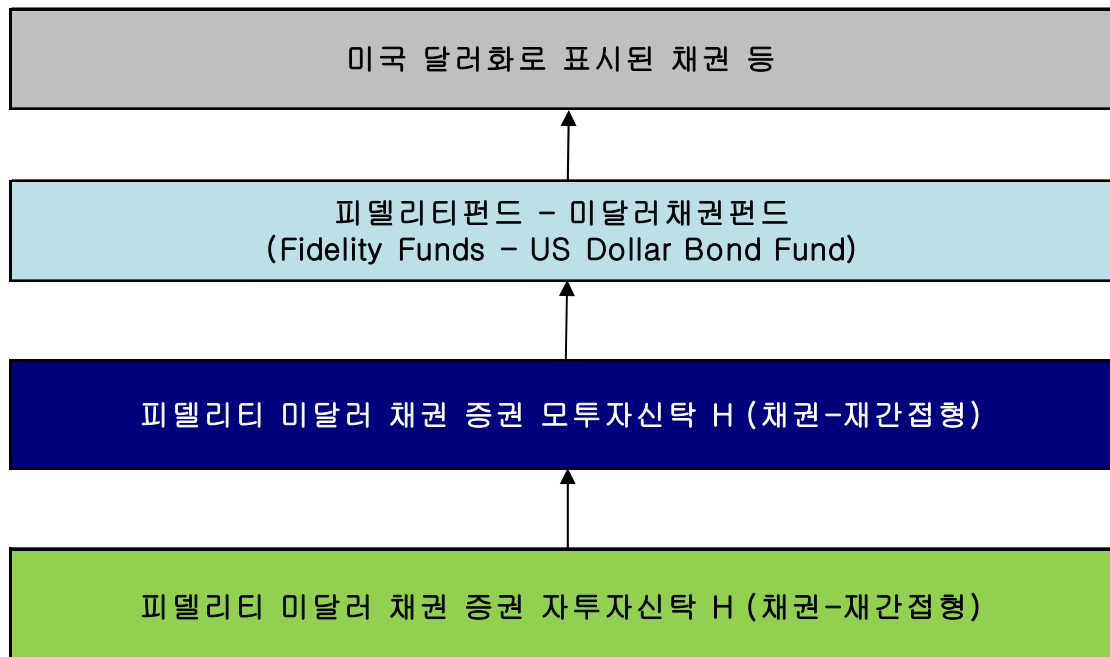 미국 달러화로 표시된 채권 등
피델리티펀드 - 미달러채권펀드
(Fidelity Funds - US Dollar Bond Fund)
피델리티 미달러 채권 증권 모투자신탁 H (채권-재간접형)
피델리티 미달러 채권 증권 자투자신탁 H (채권-재간접형)